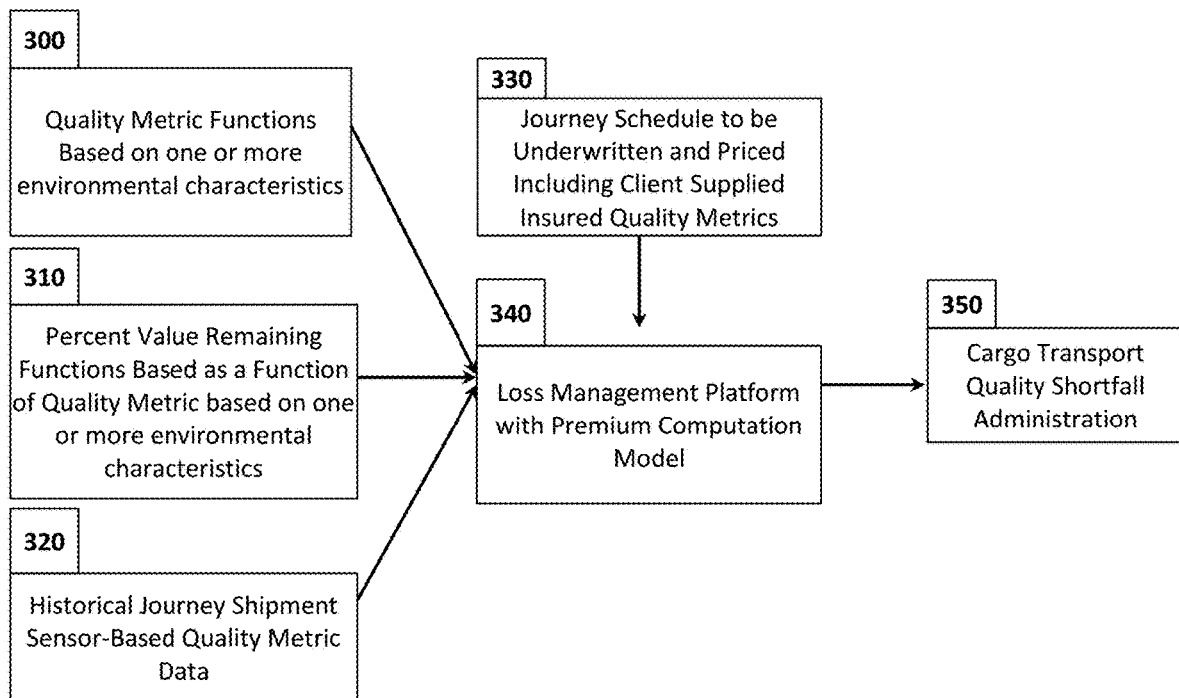 300
Quality Metric Functions
Based on one or more
environmental characteristics
310
Percent Value Remaining
Functions Based as a Function
of Quality Metric based on one
or more environmental
characteristics
320
Historical Journey Shipment
Sensor-Based Quality Metric
Data
330
Journey Schedule to be
Underwritten and Priced
Including Client Supplied
Insured Quality Metrics
340
Loss Management Platform
with Premium Computation
Model
350
Cargo Transport
Quality Shortfall
Administration